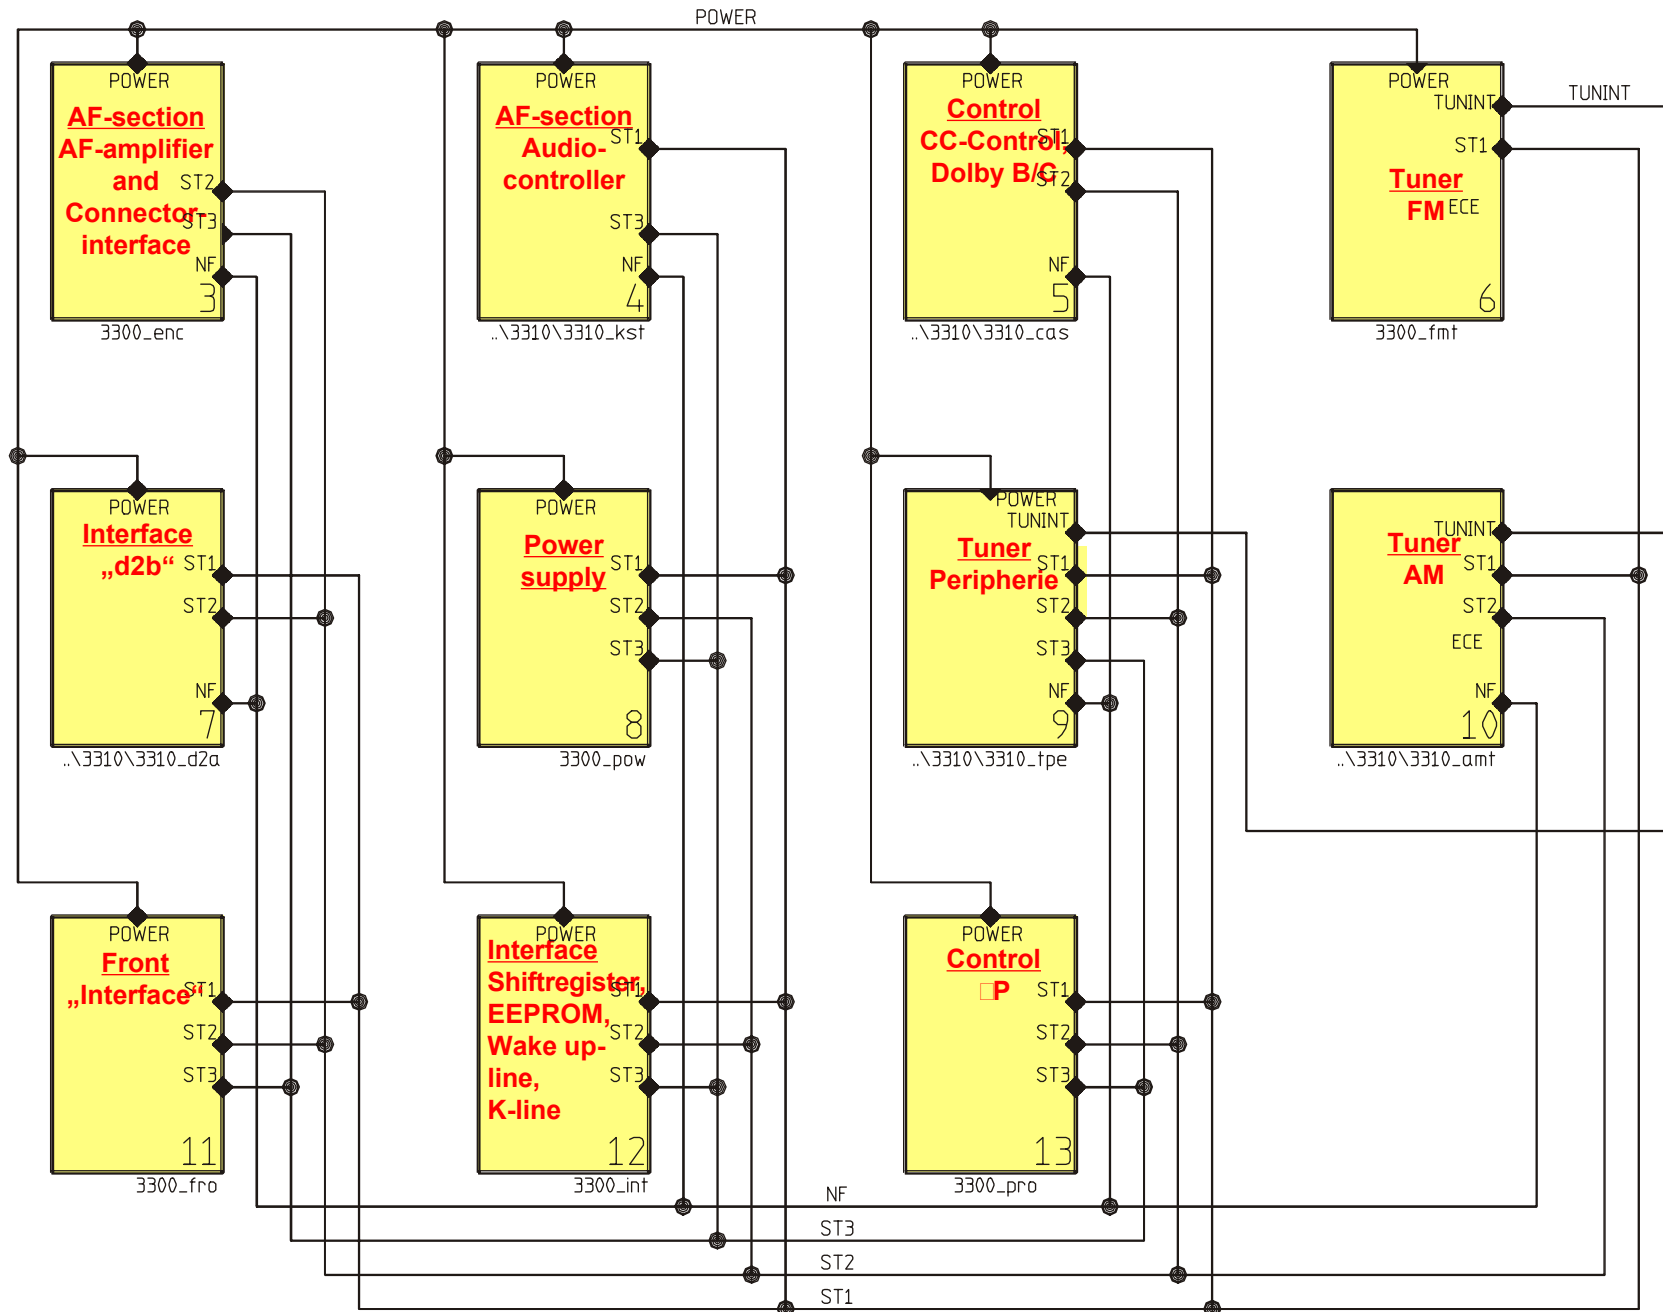 POWER
POWER
AF-section
AF-amplifier
and
Connector-
interface
ST2
ST3
NF
3
3300_enc
POWER
AF-section
Audio-
controller
ST1
ST3
NF
4
..\3310\3310_kst
POWER
Control
CC-Control,
Dolby B/C
ST1
ST2
NF
5
..\3310\3310_cas
POWER
TUNINT
ST1
Tuner
FM
ECE
6
3300_fmt
TUNINT
POWER
Interface
„d2b“
ST1
ST2
NF
7
..\3310\3310_d2a
POWER
Power
supply
ST1
ST2
ST3
8
3300_pow
POWER
TUNINT
Tuner
Peripherie
ST1
ST2
ST3
NF
9
..\3310\3310_tpe
TUNINT
Tuner
AM
ST1
ST2
ECE
NF
10
..\3310\3310_amt
POWER
Front
„Interface“
ST1
ST2
ST3
11
3300_fro
POWER
Interface
Shiftregister,
EEPROM,
Wake up-
line,
K-line
ST1
ST2
ST3
12
3300_int
POWER
Control
□P
ST1
ST2
ST3
13
3300_pro
NF
ST3
ST2
ST1